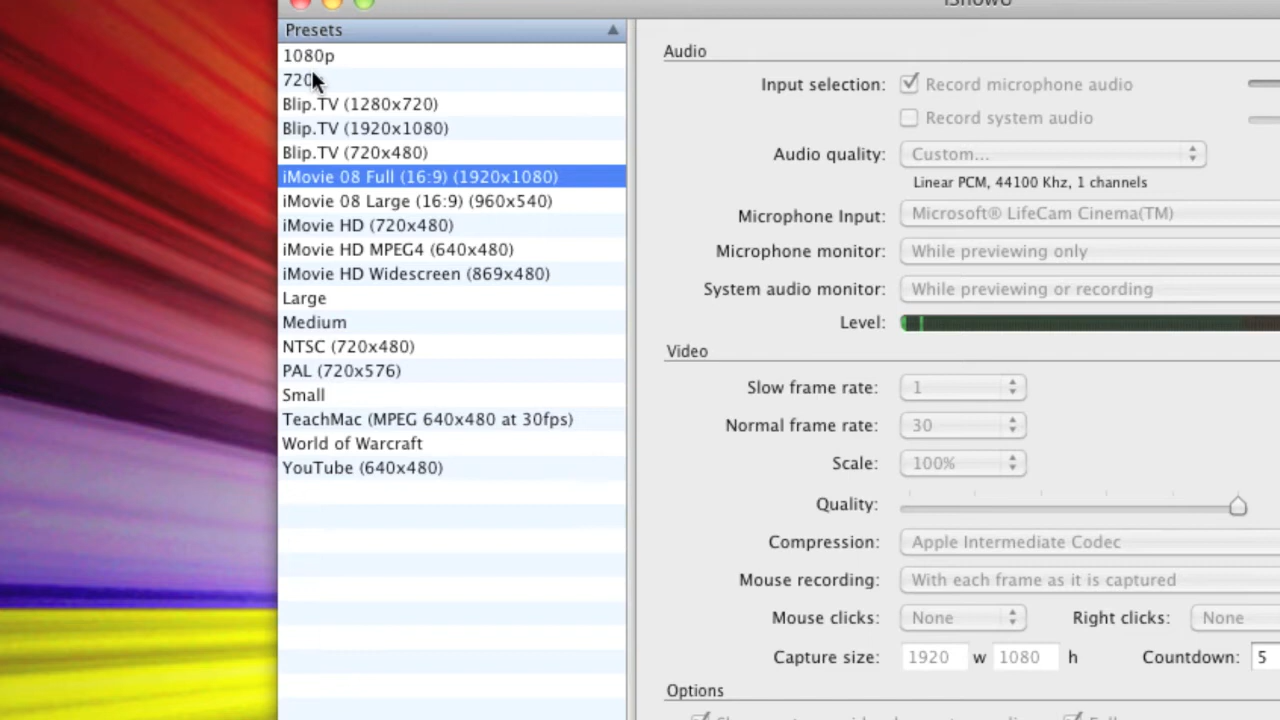 Presets
1080p
720
Blip.TV (1280x720)
Blip.TV (1920x1080)
Blip.TV (720x480)
iMovie 08 Full (16:9) (1920x1080)
iMovie 08 Large (16:9) (960x540)
iMovie HD (720x480)
iMovie HD MPEG4 (640x480)
iMovie HD Widescreen (869x480)
Large
Medium
NTSC (720x480)
PAL (720x576)
Small
TeachMac (MPEG 640x480 at 30fps)
World of Warcraft
YouTube (640x480)
Audio
Input selection: Record microphone audio
Record system audio
Audio quality: Custom...
Linear PCM, 44100 Khz, 1 channels
Microphone Input: Microsoft® LifeCam Cinema(TM)
Microphone monitor: While previewing only
System audio monitor: While previewing or recording
Level:
Video
Slow frame rate: 1
Normal frame rate: 30
Scale: 100%
Quality:
Compression: Apple Intermediate Codec
Mouse recording: With each frame as it is captured
Mouse clicks: None Right clicks: None
Capture size: 1920 w 1080 h Countdown: 5
Options